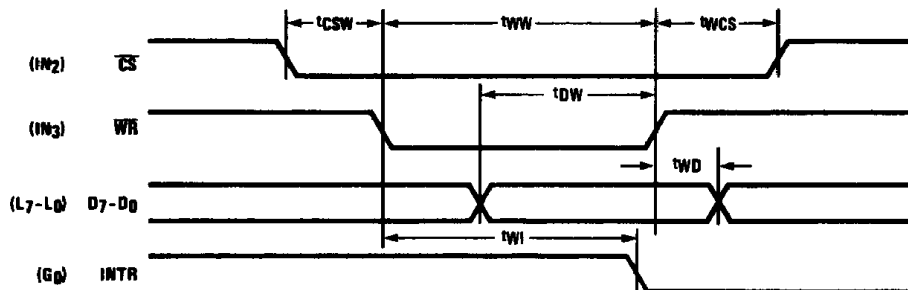 tCSW tWW tWCS
(IN2) CS
tDW
(IN3) WR
tWD
(L7-L0) D7-D0
tWI
(G0) INTR